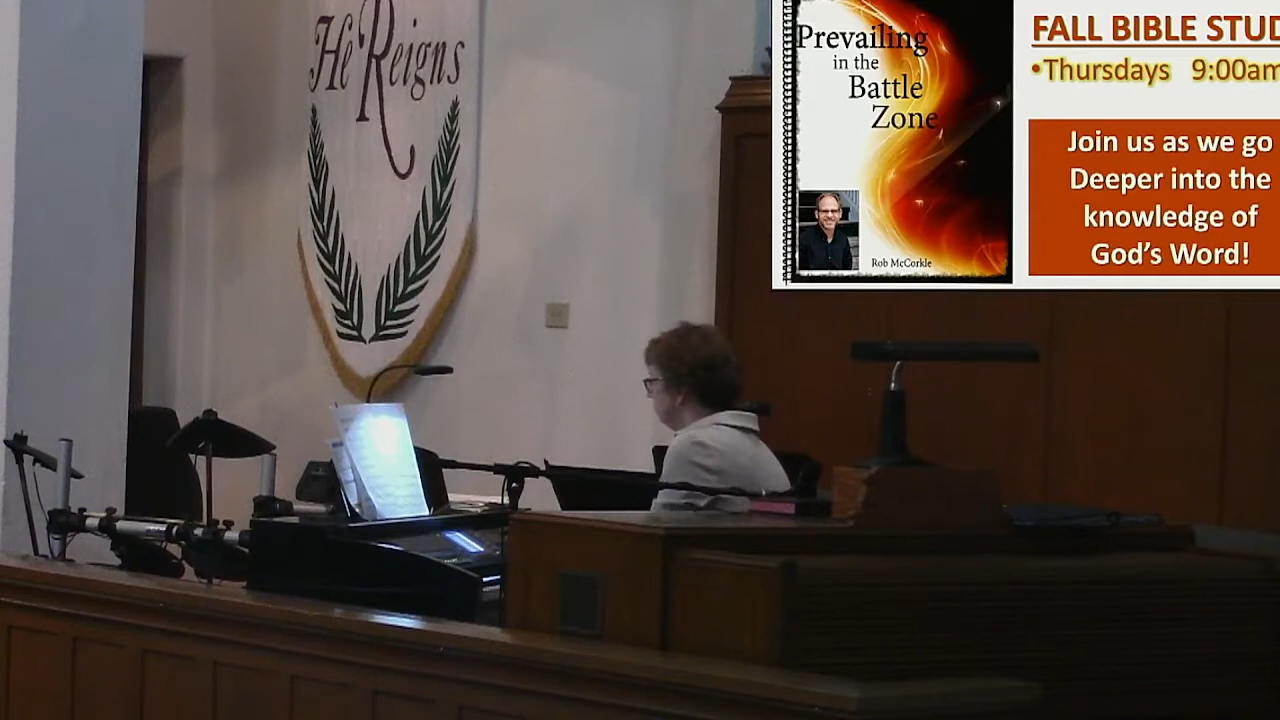 He Reigns
Prevailing
in the
Battle
Zone
Rob McCorkle
FALL BIBLE STUD
•Thursdays 9:00am
Join us as we go
Deeper into the
knowledge of
God's Word!